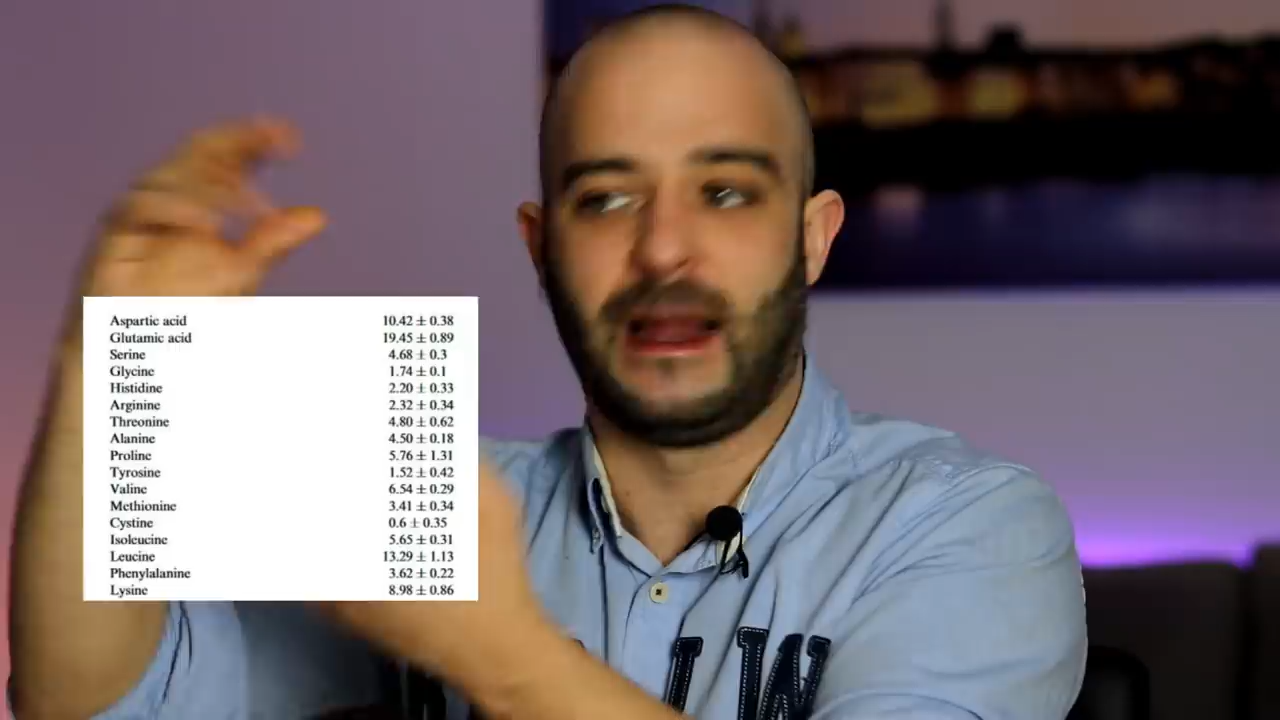 Aspartic acid 10.42 ± 0.38
Glutamic acid 19.45 ± 0.89
Serine 4.68 ± 0.3
Glycine 1.74 ± 0.1
Histidine 2.20 ± 0.33
Arginine 2.32 ± 0.34
Threonine 4.80 ± 0.62
Alanine 4.50 ± 0.18
Proline 5.76 ± 1.31
Tyrosine 1.52 ± 0.42
Valine 6.54 ± 0.29
Methionine 3.41 ± 0.34
Cystine 0.6 ± 0.35
Isoleucine 5.65 ± 0.31
Leucine 13.29 ± 1.13
Phenylalanine 3.62 ± 0.22
Lysine 8.98 ± 0.86